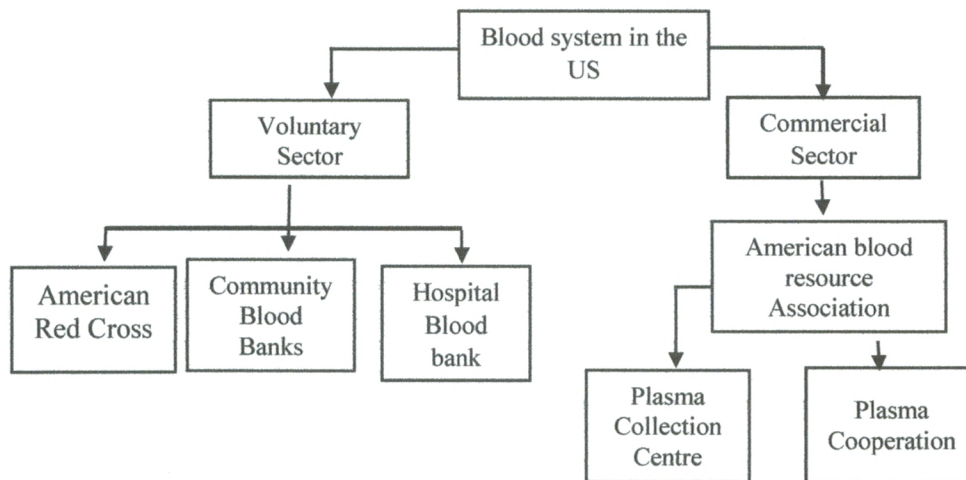 Blood system in the
US
Voluntary
Sector
Commercial
Sector
American
Red Cross
Community
Blood
Banks
Hospital
Blood
bank
American blood
resource
Association
Plasma
Collection
Centre
Plasma
Cooperation